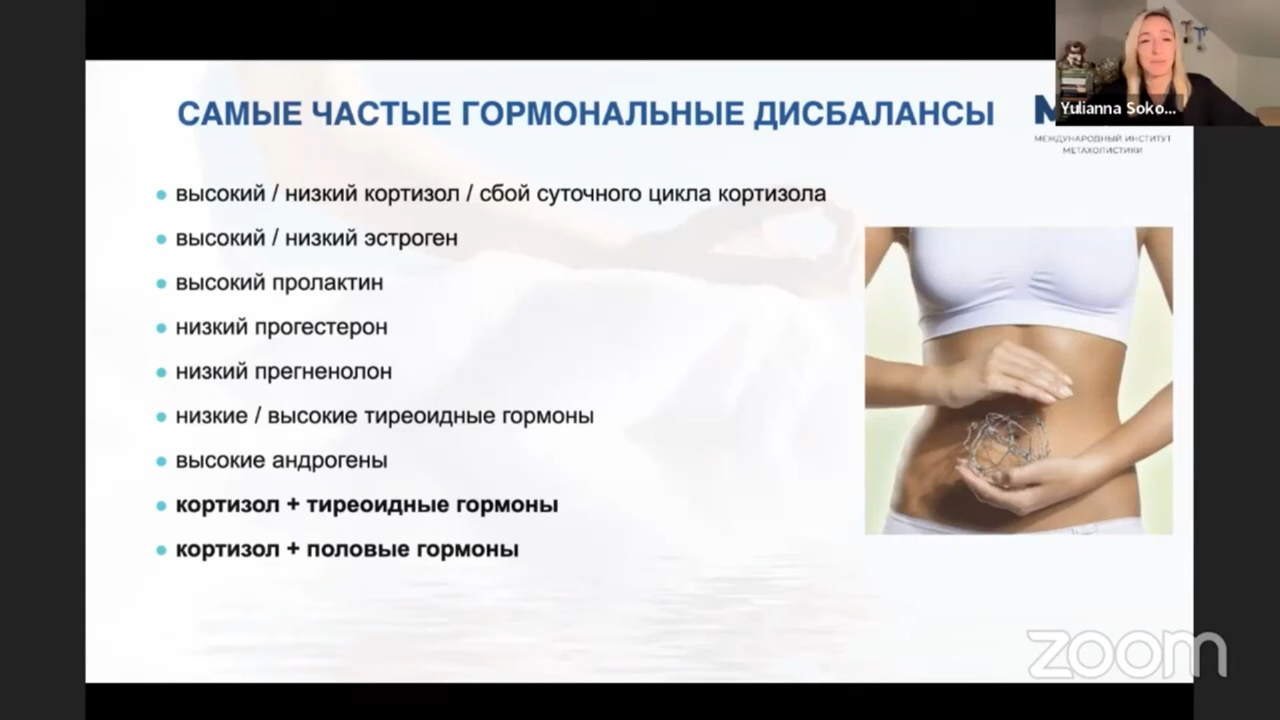 САМЫЕ ЧАСТЫЕ ГОРМОНАЛЬНЫЕ ДИСБАЛАНСЫ
Yulianna Soko...
МЕЖДУНАРОДНЫЙ ИНСТИТУТ
МЕТАХОЛИСТИКИ
высокий / низкий кортизол / сбой суточного цикла кортизола
высокий / низкий эстроген
высокий пролактин
низкий прогестерон
низкий прегненолон
низкие / высокие тиреоидные гормоны
высокие андрогены
кортизол + тиреоидные гормоны
кортизол + половые гормоны
zoom